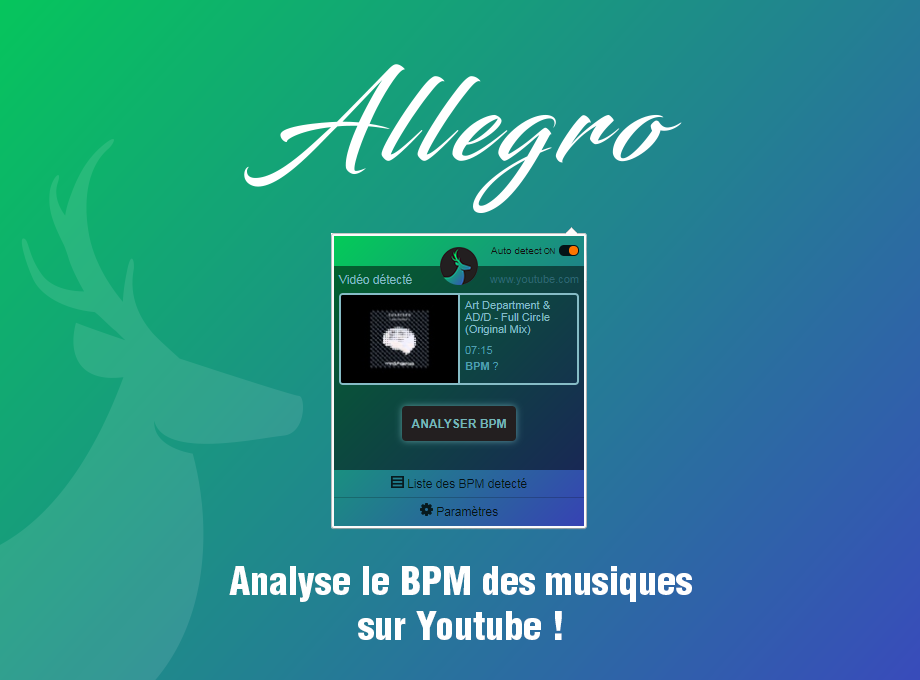 Allegro
Auto detect ON
Vidéo détecté
www.youtube.com
Art Department &
AD/D - Full Circle
(Original Mix)
07:15
BPM ?
ANALYSER BPM
Liste des BPM detecté
Paramètres
Analyse le BPM des musiques
sur Youtube !